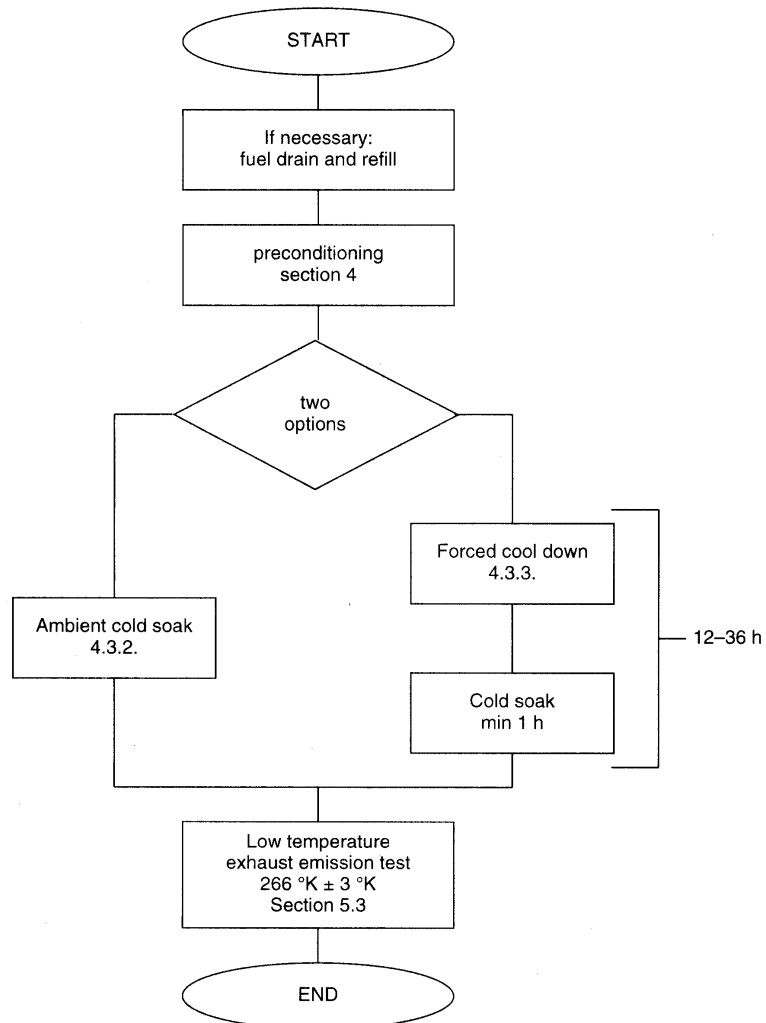 START
If necessary:
fuel drain and refill
preconditioning
section 4
two
options
Forced cool down
4.3.3.
Ambient cold soak
4.3.2.
12–36 h
Cold soak
min 1 h
Low temperature
exhaust emission test
266 °K ± 3 °K
Section 5.3
END